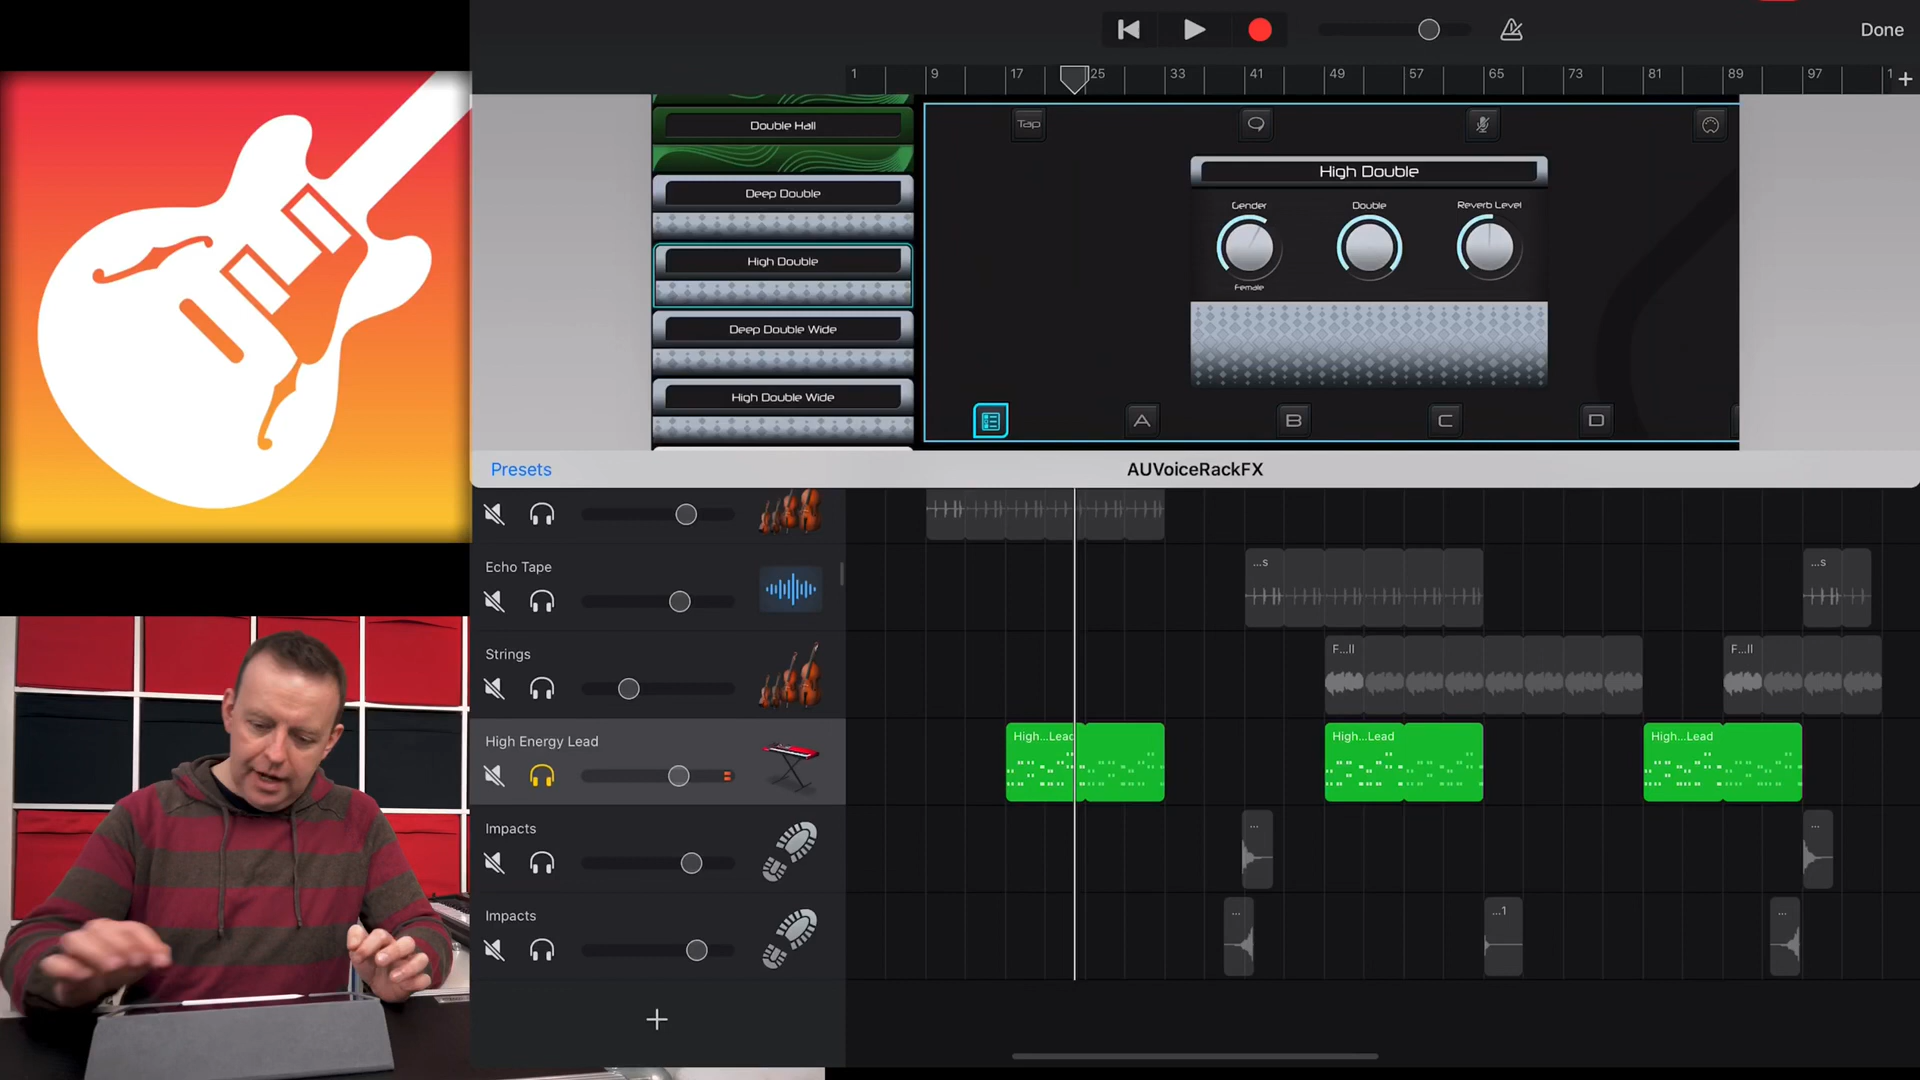 Done
1 9 17 25 33 41 49 57 65 73 81 89 97 1
Double Hall
Deep Double
High Double
Deep Double Wide
High Double Wide
Tap
High Double
Gender Double Reverb Level
Female
A B C D
Presets
AUVoiceRackFX
Echo Tape
...s ...s
Strings
F...ll F...ll
High Energy Lead
High...Lead High...Lead High...Lead
Impacts
... ...
Impacts
... ...1 ...